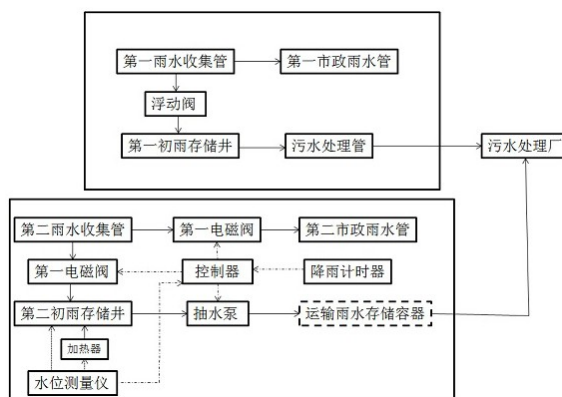 第一雨水收集管
第一市政雨水管
浮动阀
第一初雨存储井
污水处理管
污水处理厂
第二雨水收集管
第一电磁阀
第二市政雨水管
第一电磁阀
控制器
降雨计时器
第二初雨存储井
抽水泵
运输雨水存储容器
加热器
水位测量仪